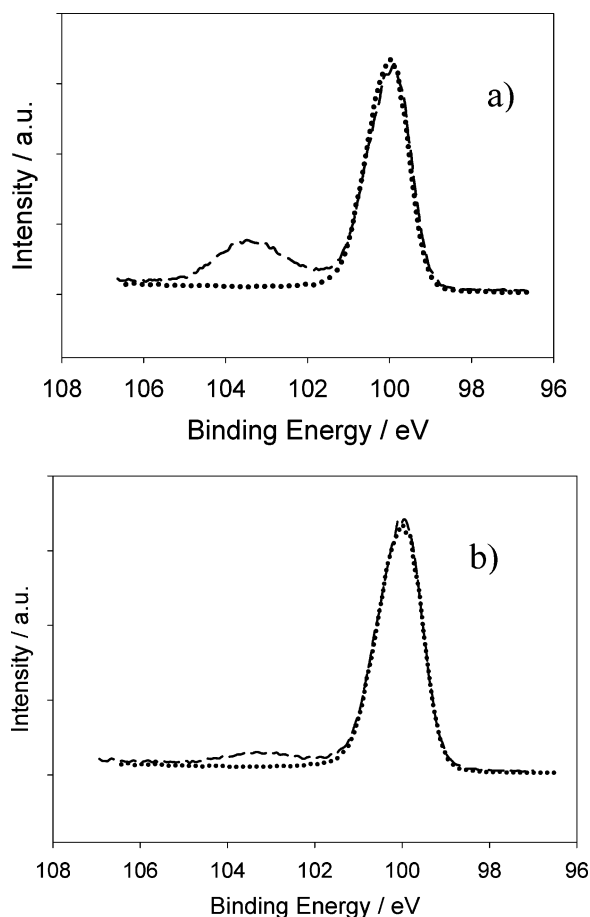 a)
Intensity / a.u.
108 106 104 102 100 98 96
Binding Energy / eV
b)
Intensity / a.u.
108 106 104 102 100 98 96
Binding Energy / eV